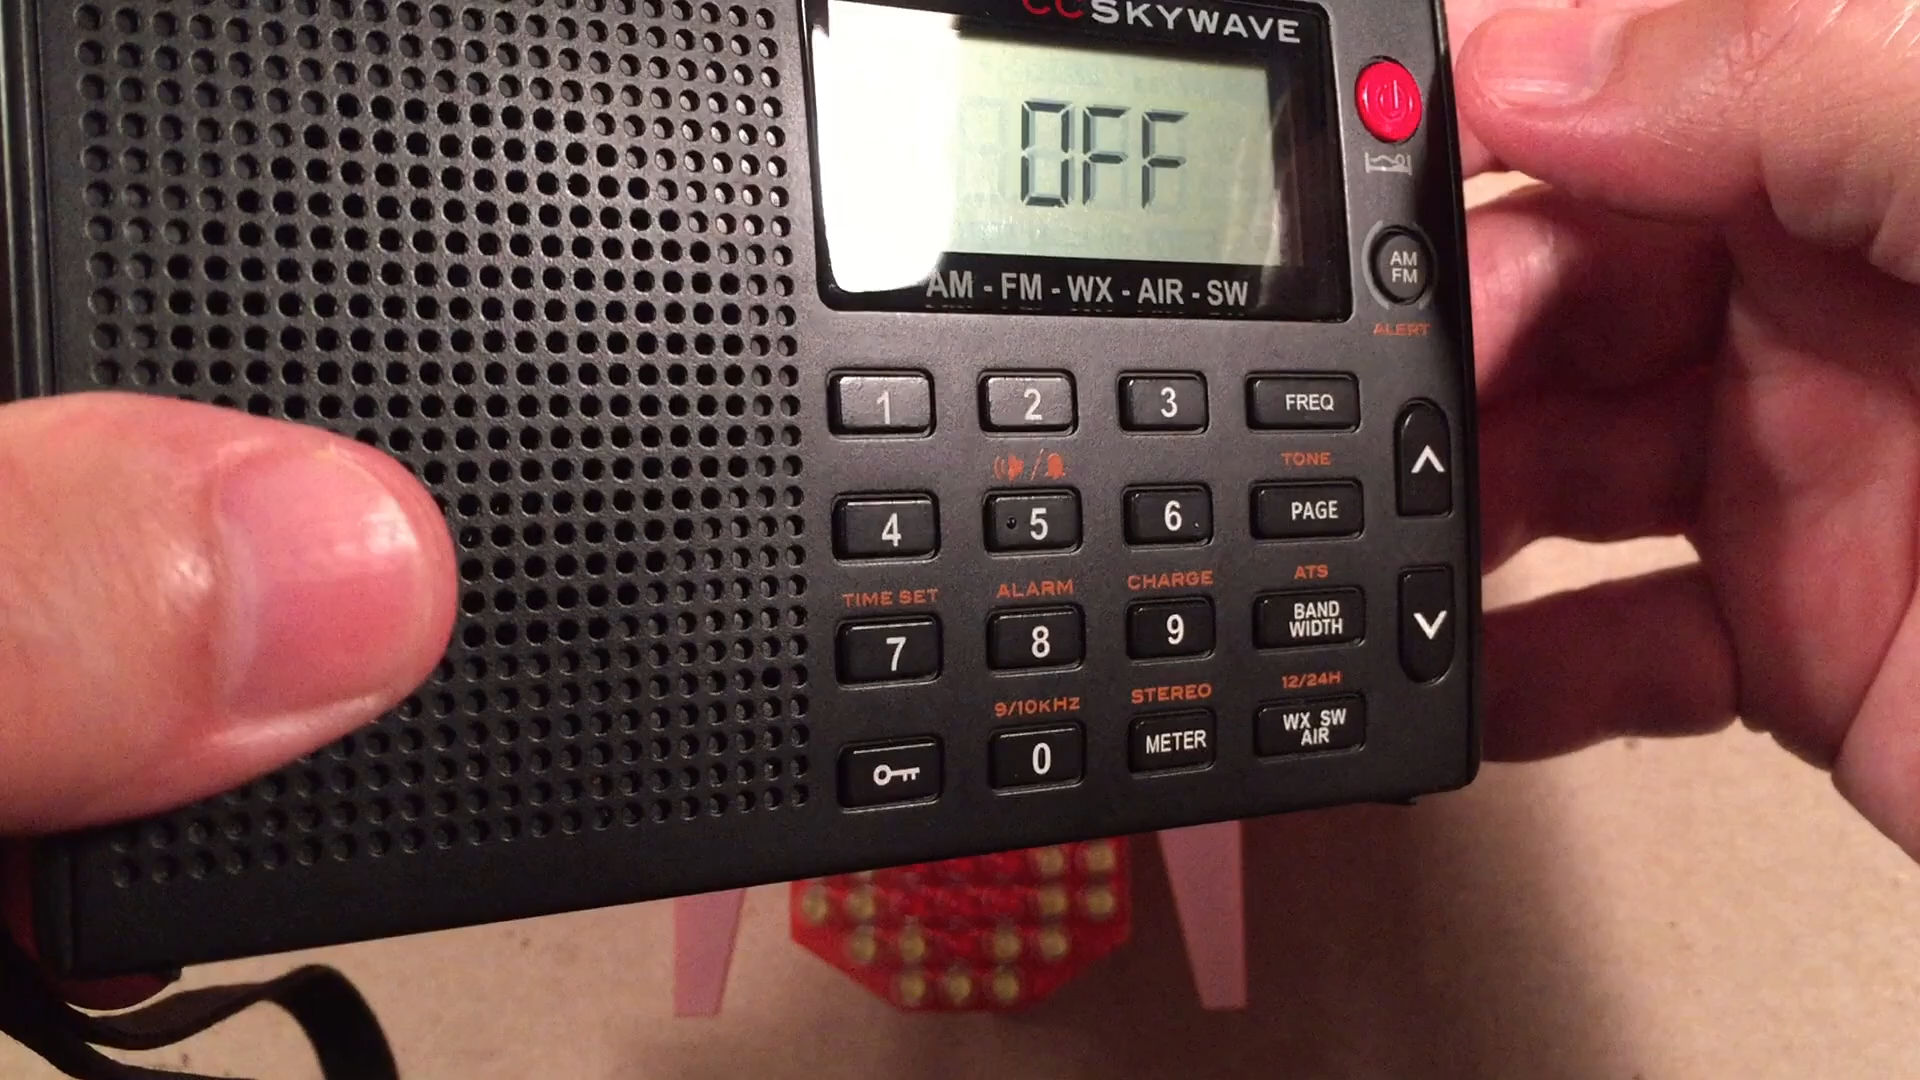 CC SKYWAVE
OFF
AM - FM - WX - AIR - SW
AM
FM
ALERT
1
2
3
FREQ
TONE
4
5
6
PAGE
TIME SET
ALARM
CHARGE
ATS
7
8
9
BAND
WIDTH
9/10KHZ
STEREO
12/24H
0
METER
WX SW
AIR